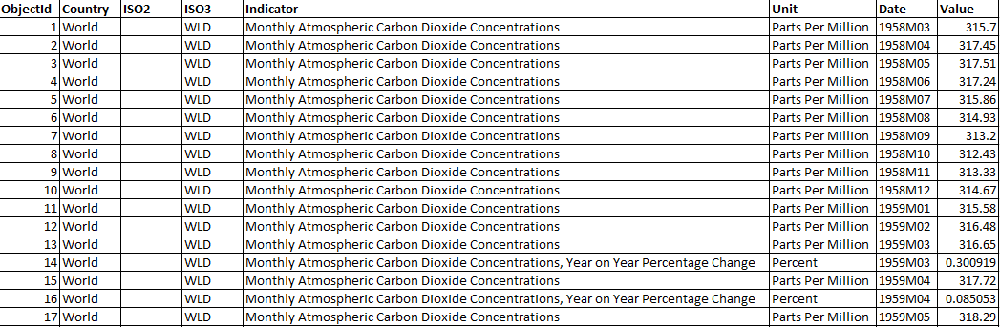 ObjectId Country ISO2 ISO3 Indicator Unit Date Value
1 World WLD Monthly Atmospheric Carbon Dioxide Concentrations Parts Per Million 1958M03 315.7
2 World WLD Monthly Atmospheric Carbon Dioxide Concentrations Parts Per Million 1958M04 317.45
3 World WLD Monthly Atmospheric Carbon Dioxide Concentrations Parts Per Million 1958M05 317.51
4 World WLD Monthly Atmospheric Carbon Dioxide Concentrations Parts Per Million 1958M06 317.24
5 World WLD Monthly Atmospheric Carbon Dioxide Concentrations Parts Per Million 1958M07 315.86
6 World WLD Monthly Atmospheric Carbon Dioxide Concentrations Parts Per Million 1958M08 314.93
7 World WLD Monthly Atmospheric Carbon Dioxide Concentrations Parts Per Million 1958M09 313.2
8 World WLD Monthly Atmospheric Carbon Dioxide Concentrations Parts Per Million 1958M10 312.43
9 World WLD Monthly Atmospheric Carbon Dioxide Concentrations Parts Per Million 1958M11 313.33
10 World WLD Monthly Atmospheric Carbon Dioxide Concentrations Parts Per Million 1958M12 314.67
11 World WLD Monthly Atmospheric Carbon Dioxide Concentrations Parts Per Million 1959M01 315.58
12 World WLD Monthly Atmospheric Carbon Dioxide Concentrations Parts Per Million 1959M02 316.48
13 World WLD Monthly Atmospheric Carbon Dioxide Concentrations Parts Per Million 1959M03 316.65
14 World WLD Monthly Atmospheric Carbon Dioxide Concentrations, Year on Year Percentage Change Percent 1959M03 0.300919
15 World WLD Monthly Atmospheric Carbon Dioxide Concentrations Parts Per Million 1959M04 317.72
16 World WLD Monthly Atmospheric Carbon Dioxide Concentrations, Year on Year Percentage Change Percent 1959M04 0.085053
17 World WLD Monthly Atmospheric Carbon Dioxide Concentrations Parts Per Million 1959M05 318.29